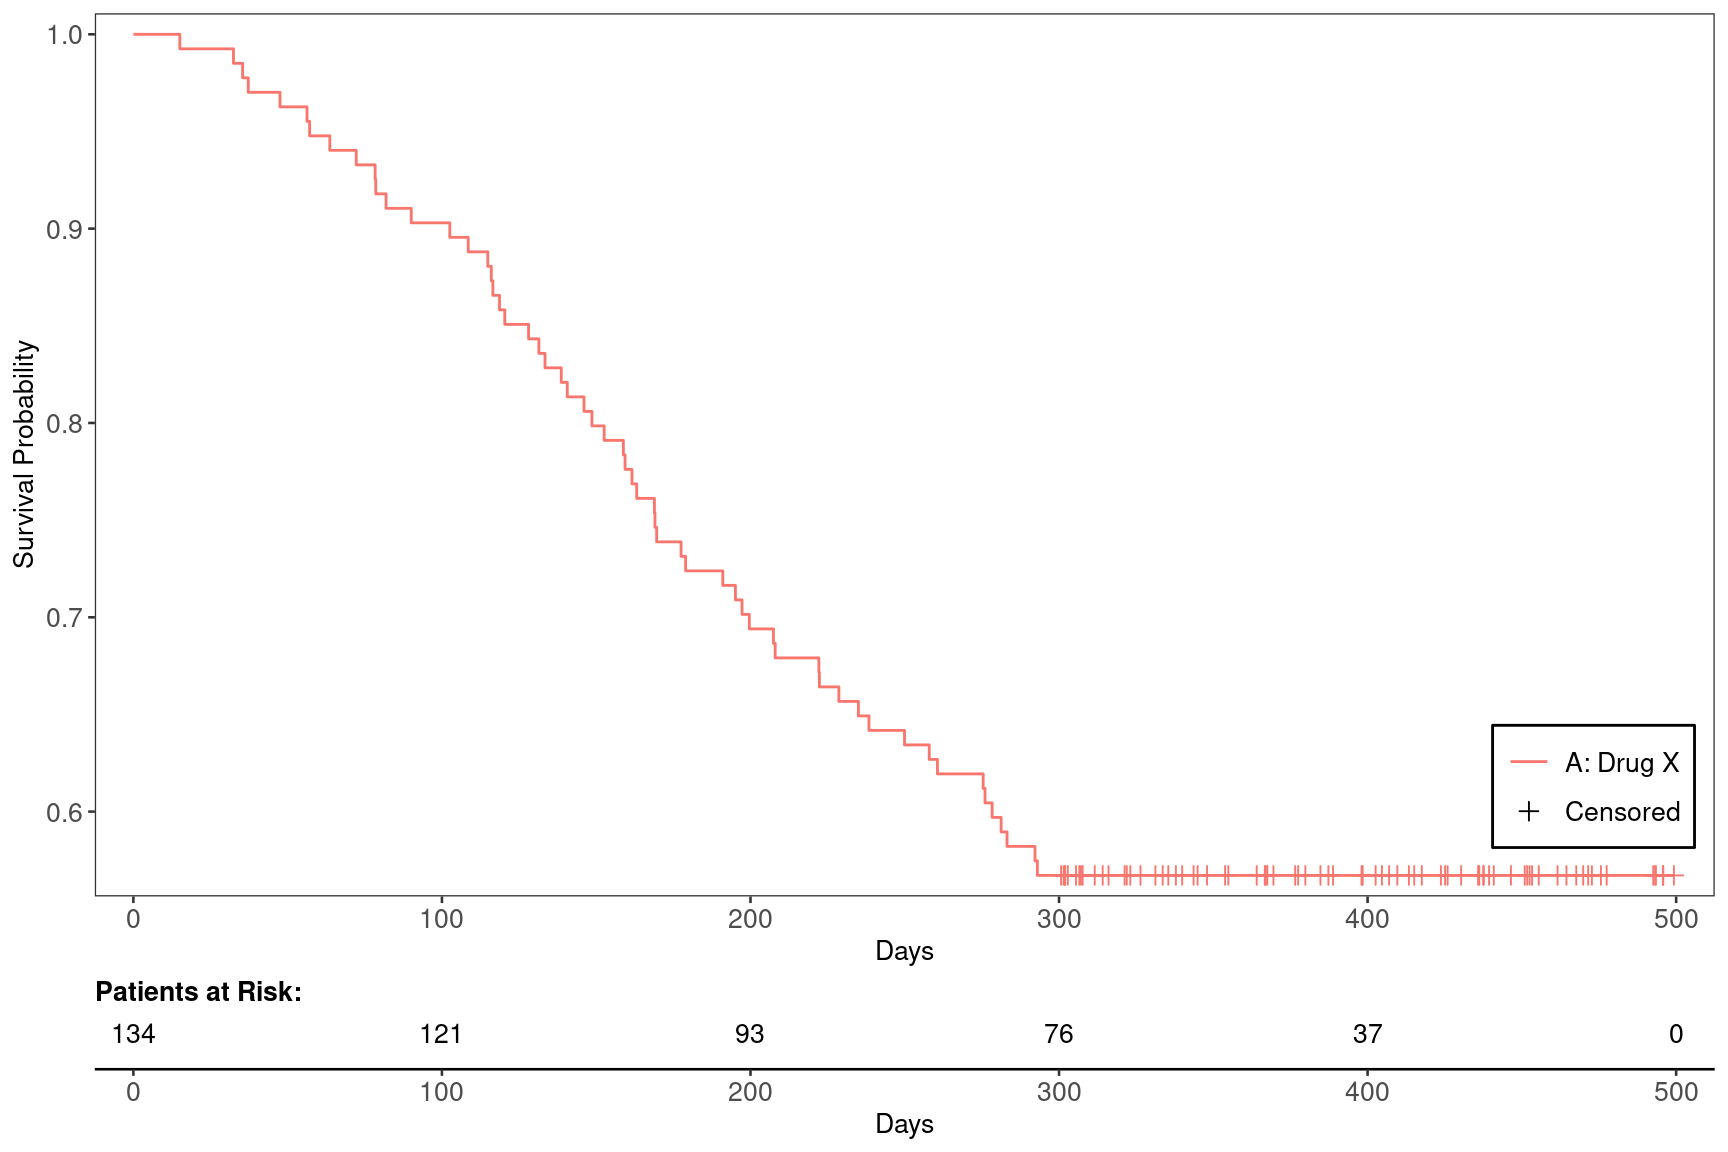 1.0
0.9
0.8
0.7
0.6
Survival Probability
A: Drug X
Censored
0 100 200 300 400 500
Days
Patients at Risk:
134 121 93 76 37 0
0 100 200 300 400 500
Days